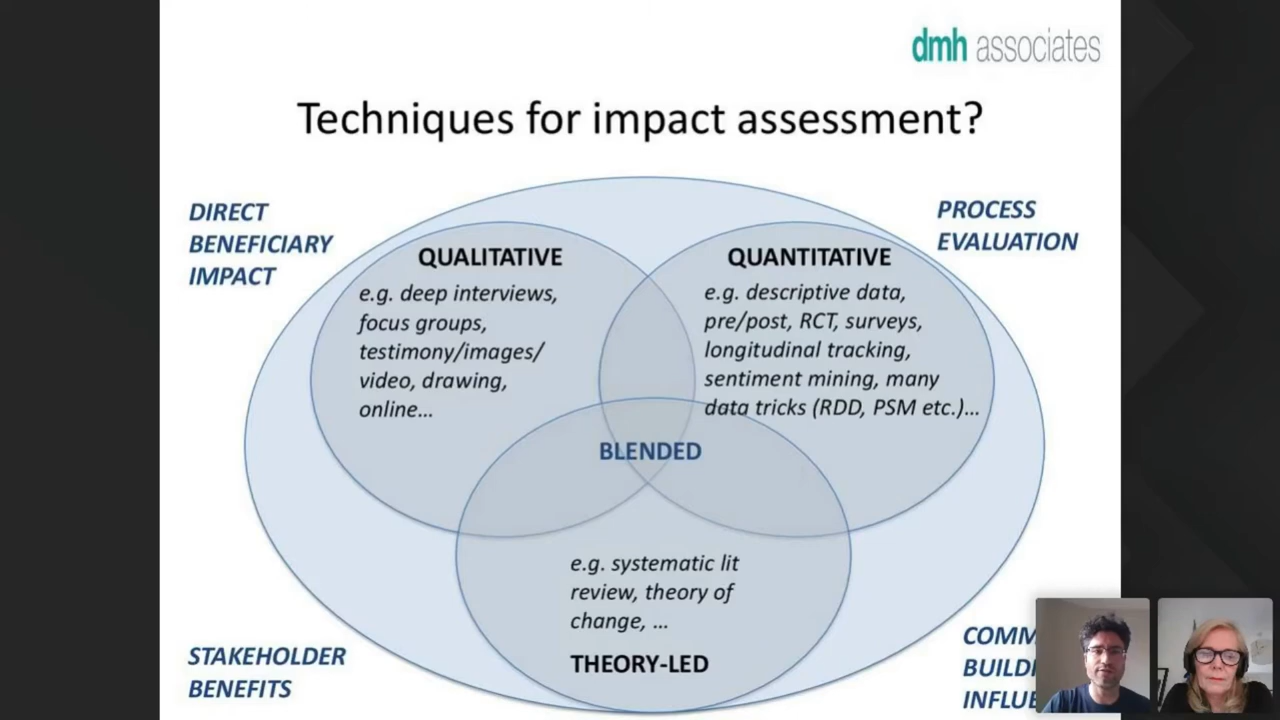 dmh associates
Techniques for impact assessment?
DIRECT
BENEFICIARY
IMPACT
PROCESS
EVALUATION
QUALITATIVE
e.g. deep interviews,
focus groups,
testimony/images/
video, drawing,
online...
QUANTITATIVE
e.g. descriptive data,
pre/post, RCT, surveys,
longitudinal tracking,
sentiment mining, many
data tricks (RDD, PSM etc.)...
BLENDED
e.g. systematic lit
review, theory of
change, ...
THEORY-LED
STAKEHOLDER
BENEFITS